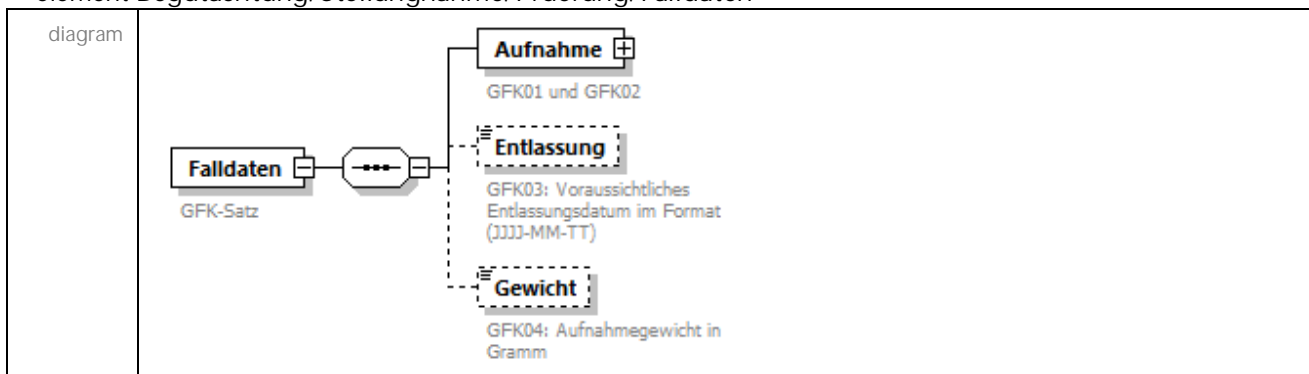 element Begutachtung/Stellungnahme/Pruefung/Falldaten
diagram
Aufnahme
GFK01 und GFK02
Entlassung
GFK03: Voraussichtliches
Entlassungsdatum im Format
(JJJJ-MM-TT)
Falldaten
GFK-Satz
Gewicht
GFK04: Aufnahmegewicht in
Gramm